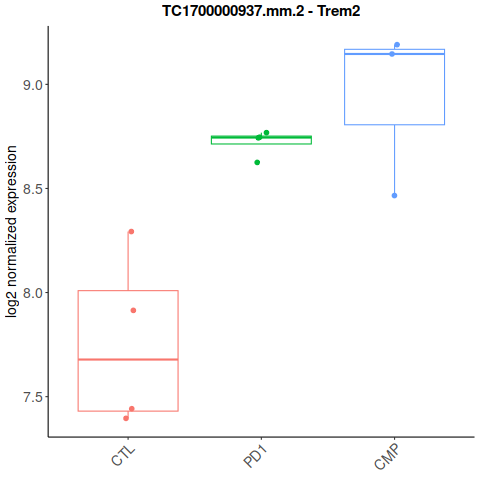 TC1700000937.mm.2 - Trem2
log2 normalized expression
9.0
8.5
8.0
7.5
CTL
PD1
CMP